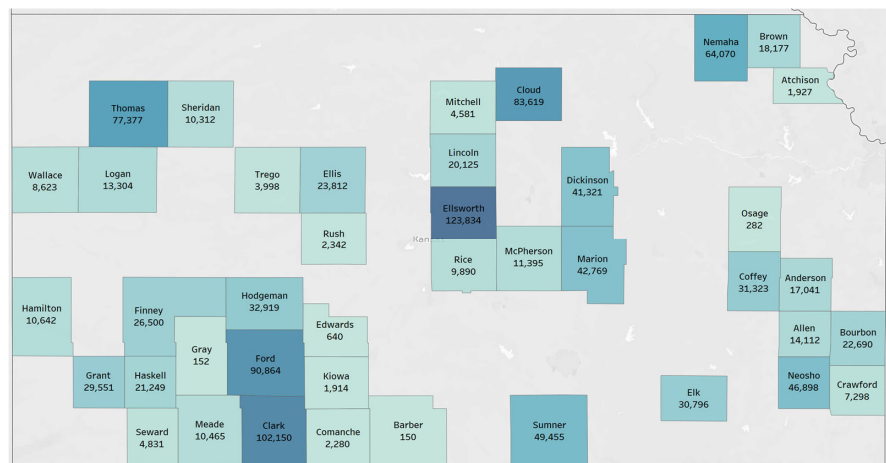 Nemaha
64,070
Brown
18,177
Atchison
1,927
Thomas
77,377
Sheridan
10,312
Mitchell
4,581
Cloud
83,619
Wallace
8,623
Logan
13,304
Trego
3,998
Ellis
23,812
Lincoln
20,125
Dickinson
41,321
Ellsworth
123,834
Osage
282
Rush
2,342
Kansas
Rice
9,890
McPherson
11,395
Marion
42,769
Coffey
31,323
Anderson
17,041
Hamilton
10,642
Finney
26,500
Hodgeman
32,919
Edwards
640
Allen
14,112
Bourbon
22,690
Gray
152
Ford
90,864
Grant
29,551
Haskell
21,249
Kiowa
1,914
Elk
30,796
Neosho
46,898
Crawford
7,298
Seward
4,831
Meade
10,465
Clark
102,150
Comanche
2,280
Barber
150
Sumner
49,455